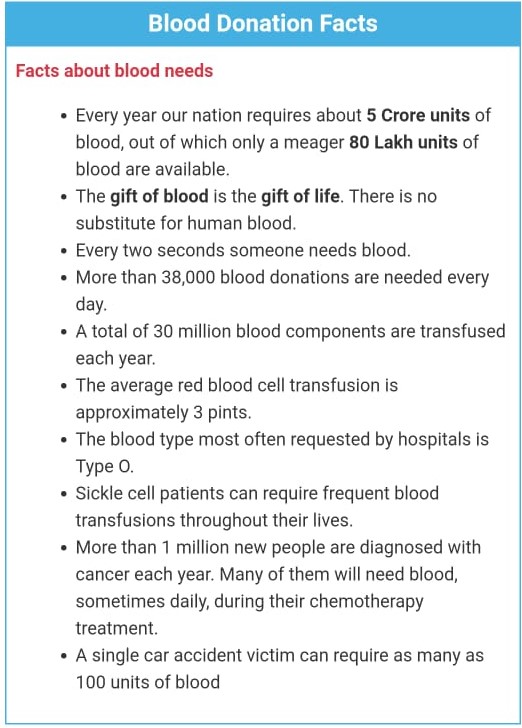 Blood Donation Facts
Facts about blood needs
• Every year our nation requires about 5 Crore units of
blood, out of which only a meager 80 Lakh units of
blood are available.
• The gift of blood is the gift of life. There is no
substitute for human blood.
• Every two seconds someone needs blood.
• More than 38,000 blood donations are needed every
day.
• A total of 30 million blood components are transfused
each year.
• The average red blood cell transfusion is
approximately 3 pints.
• The blood type most often requested by hospitals is
Type O.
• Sickle cell patients can require frequent blood
transfusions throughout their lives.
• More than 1 million new people are diagnosed with
cancer each year. Many of them will need blood,
sometimes daily, during their chemotherapy
treatment.
• A single car accident victim can require as many as
100 units of blood